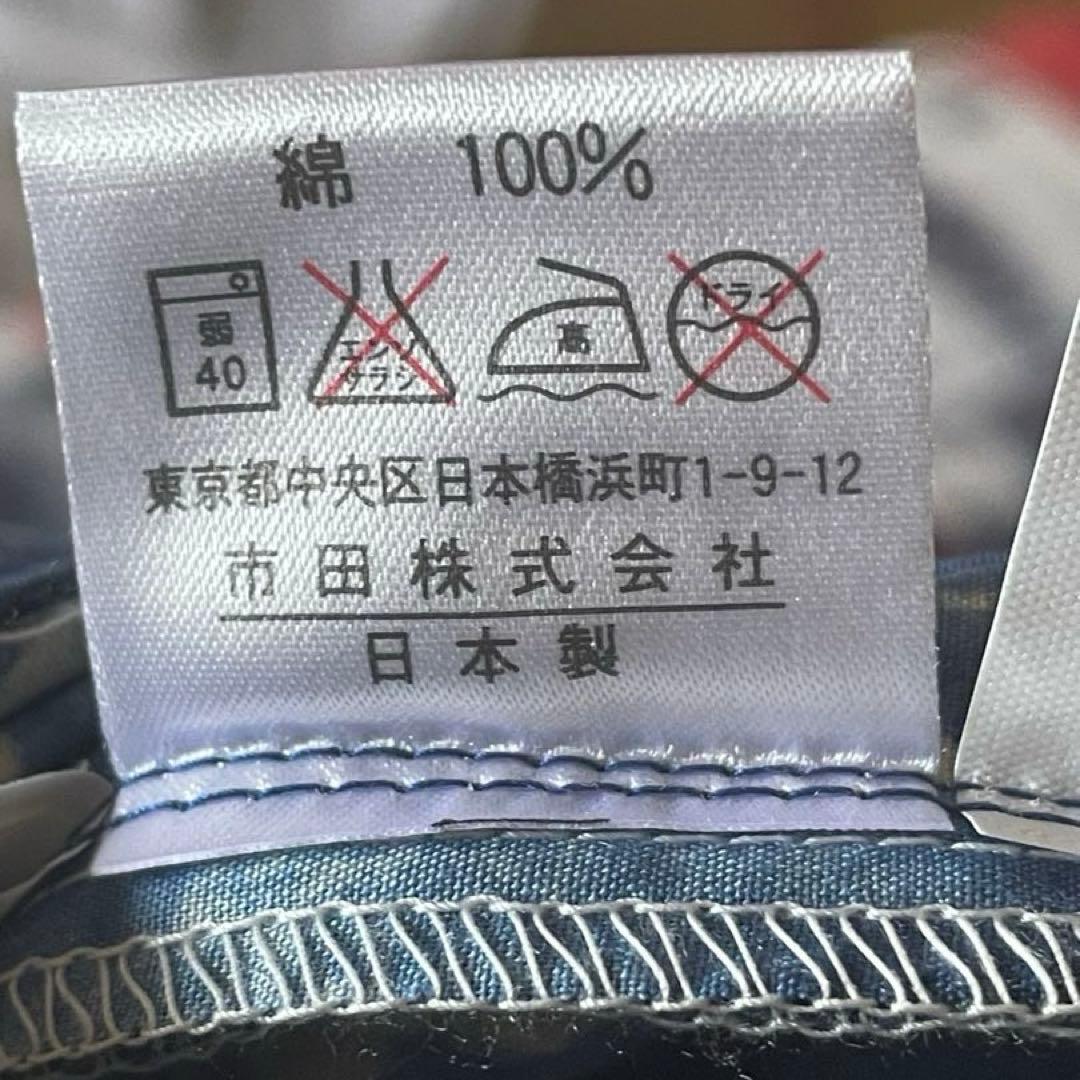 綿 100%
弱
40
エンソ
サラシ
高
ドライ
東京都中央区日本橋浜町1-9-12
市田株式会社
日本製